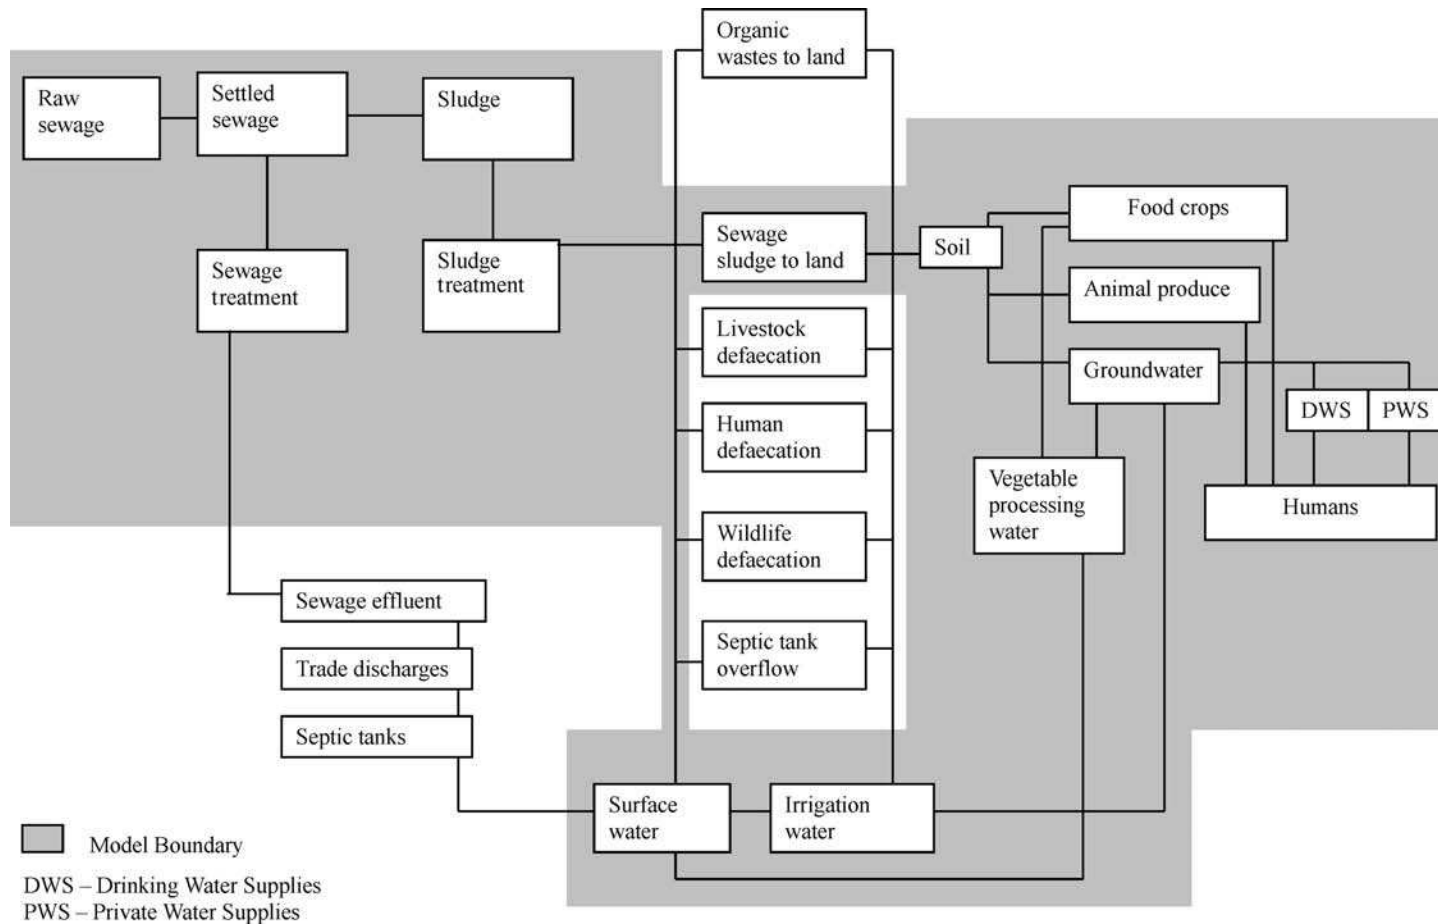 Organic
wastes to land
Raw
sewage
Settled
sewage
Sludge
Sewage
treatment
Sludge
treatment
Sewage
sludge to land
Soil
Food crops
Animal produce
Groundwater
DWS
PWS
Livestock
defaecation
Human
defaecation
Wildlife
defaecation
Septic tank
overflow
Vegetable
processing
water
Humans
Sewage effluent
Trade discharges
Septic tanks
Surface
water
Irrigation
water
Model Boundary
DWS – Drinking Water Supplies
PWS – Private Water Supplies